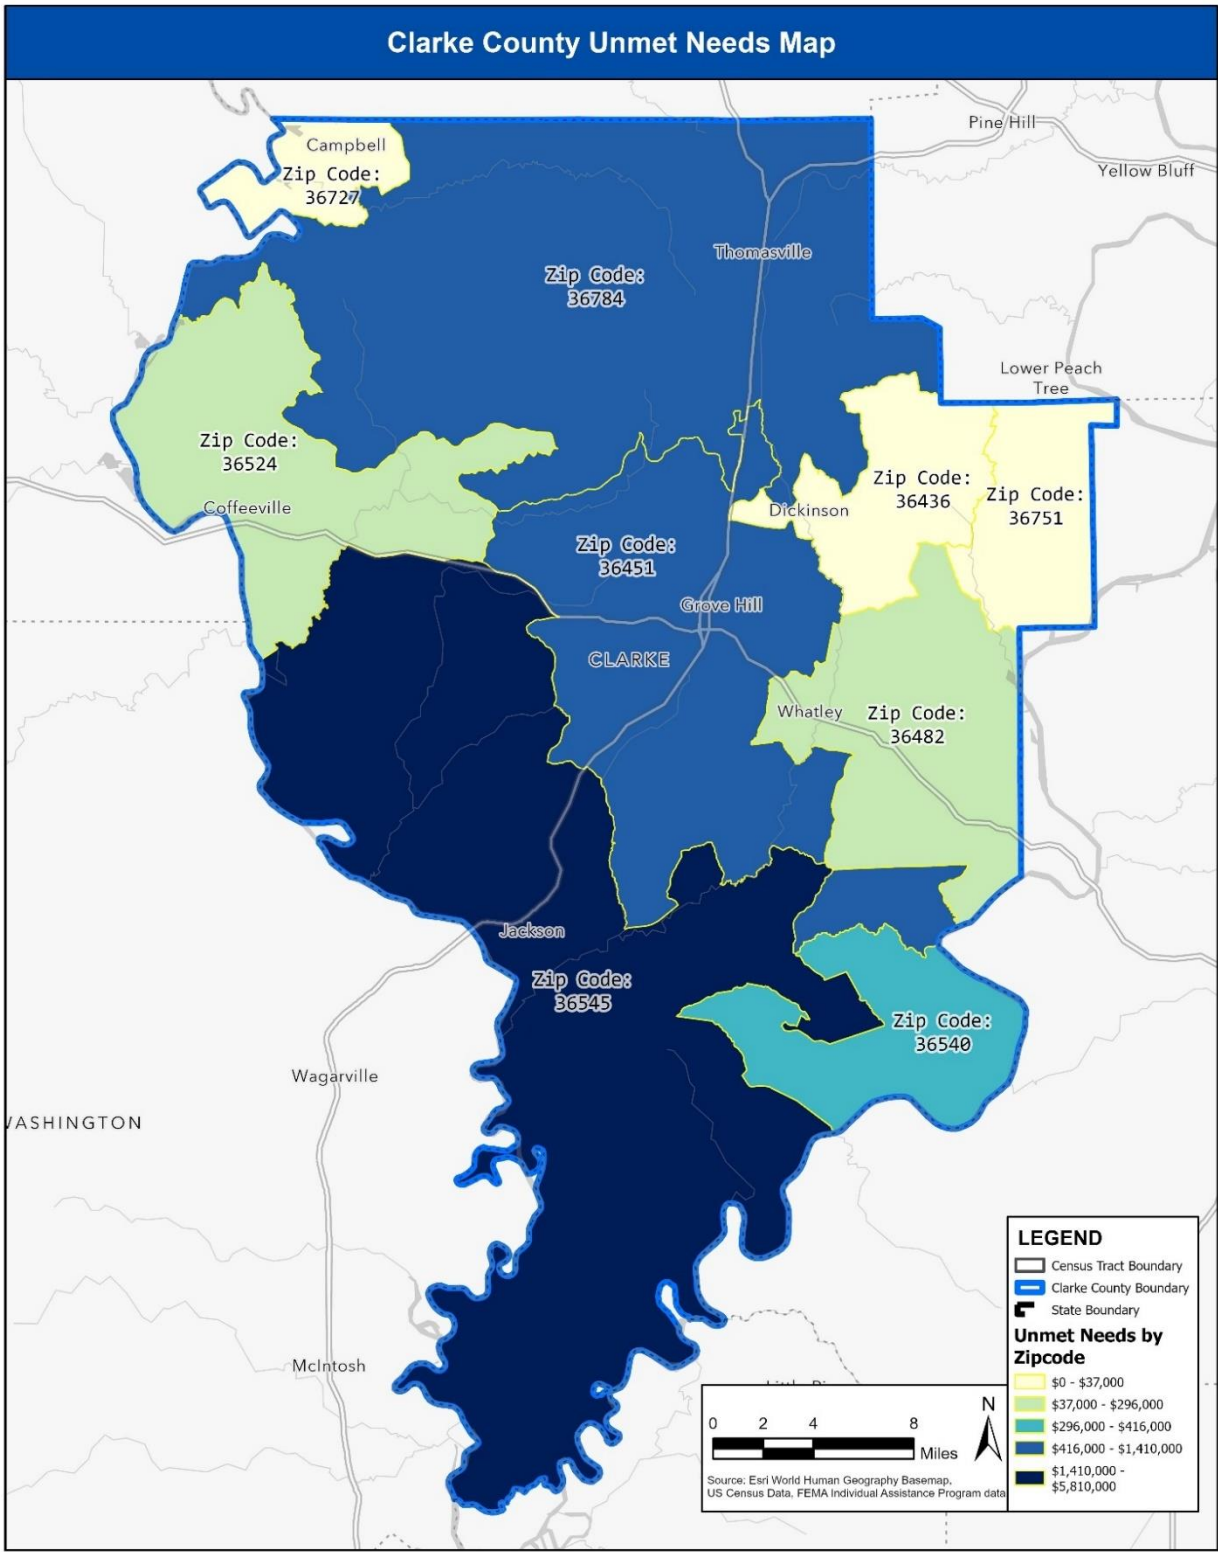 Clarke County Unmet Needs Map
Pine Hill
Campbell
Yellow Bluff
Zip Code:
36727
Thomasville
Zip Code:
36784
Lower Peach
Tree
Zip Code:
36524
Zip Code:
36436
Zip Code:
36751
Coffeeville
Dickinson
Zip Code:
36451
Grove Hill
CLARKE
Whatley
Zip Code:
36482
Jackson
Zip Code:
36545
Zip Code:
36540
Wagarville
WASHINGTON
McIntosh
LEGEND
Census Tract Boundary
Clarke County Boundary
State Boundary
Unmet Needs by
Zipcode
$0 - $37,000
$37,000 - $296,000
$296,000 - $416,000
$416,000 - $1,410,000
$1,410,000 -
$5,810,000
N
0 2 4 8
Miles
Source: Esri World Human Geography Basemap,
US Census Data, FEMA Individual Assistance Program data